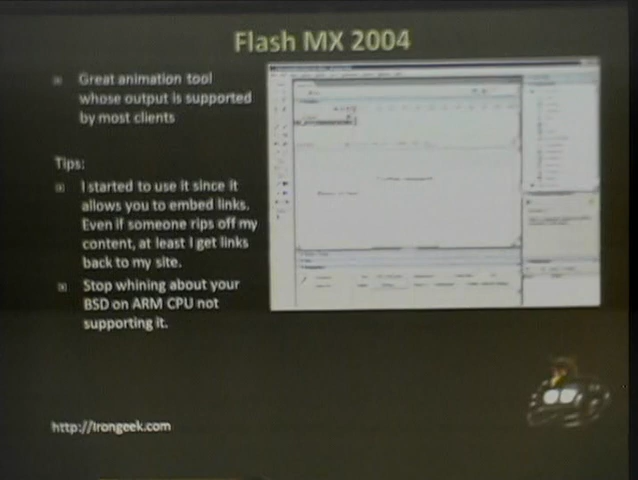 Flash MX 2004
Great animation tool
whose output is supported
by most clients
Tips:
I started to use it since it
allows you to embed links.
Even if someone rips off my
content, at least I get links
back to my site.
Stop whining about your
BSD on ARM CPU not
supporting it.
http://Irongeek.com